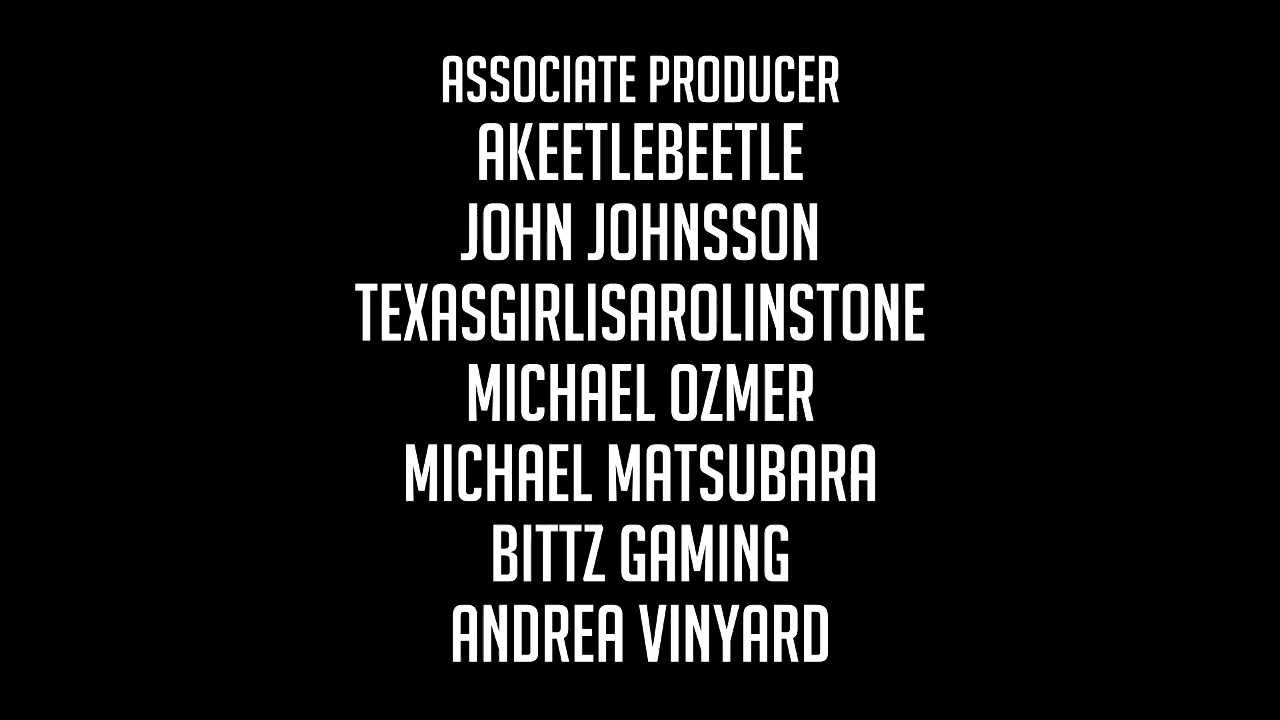 ASSOCIATE PRODUCER
AKEETLEBEETLE
JOHN JOHNSSON
TEXASGIRLISAROLINSTONE
MICHAEL OZMER
MICHAEL MATSUBARA
BITTZ GAMING
ANDREA VINYARD